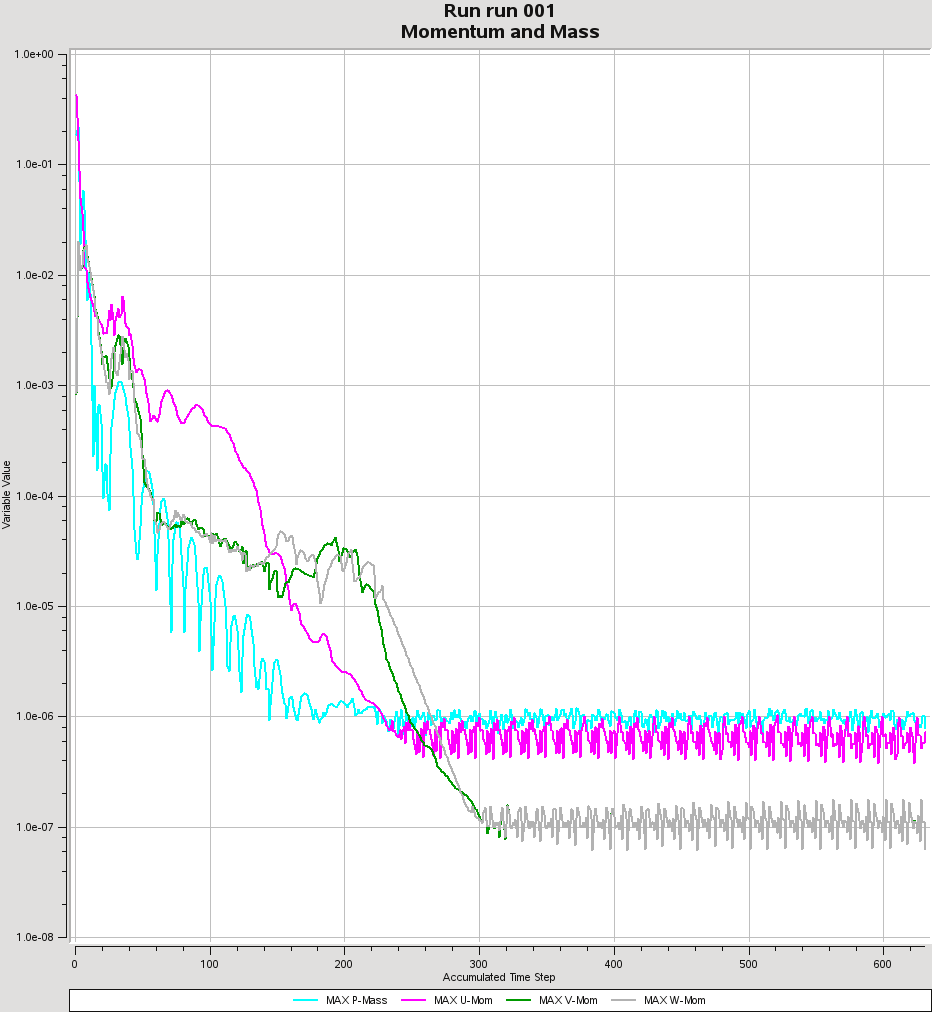 Run run 001
Momentum and Mass
1.0e+00
1.0e-01
1.0e-02
1.0e-03
1.0e-04
1.0e-05
1.0e-06
1.0e-07
1.0e-08
Variable Value
0 100 200 300 400 500 600
Accumulated Time Step
MAX P-Mass MAX U-Mom MAX V-Mom MAX W-Mom